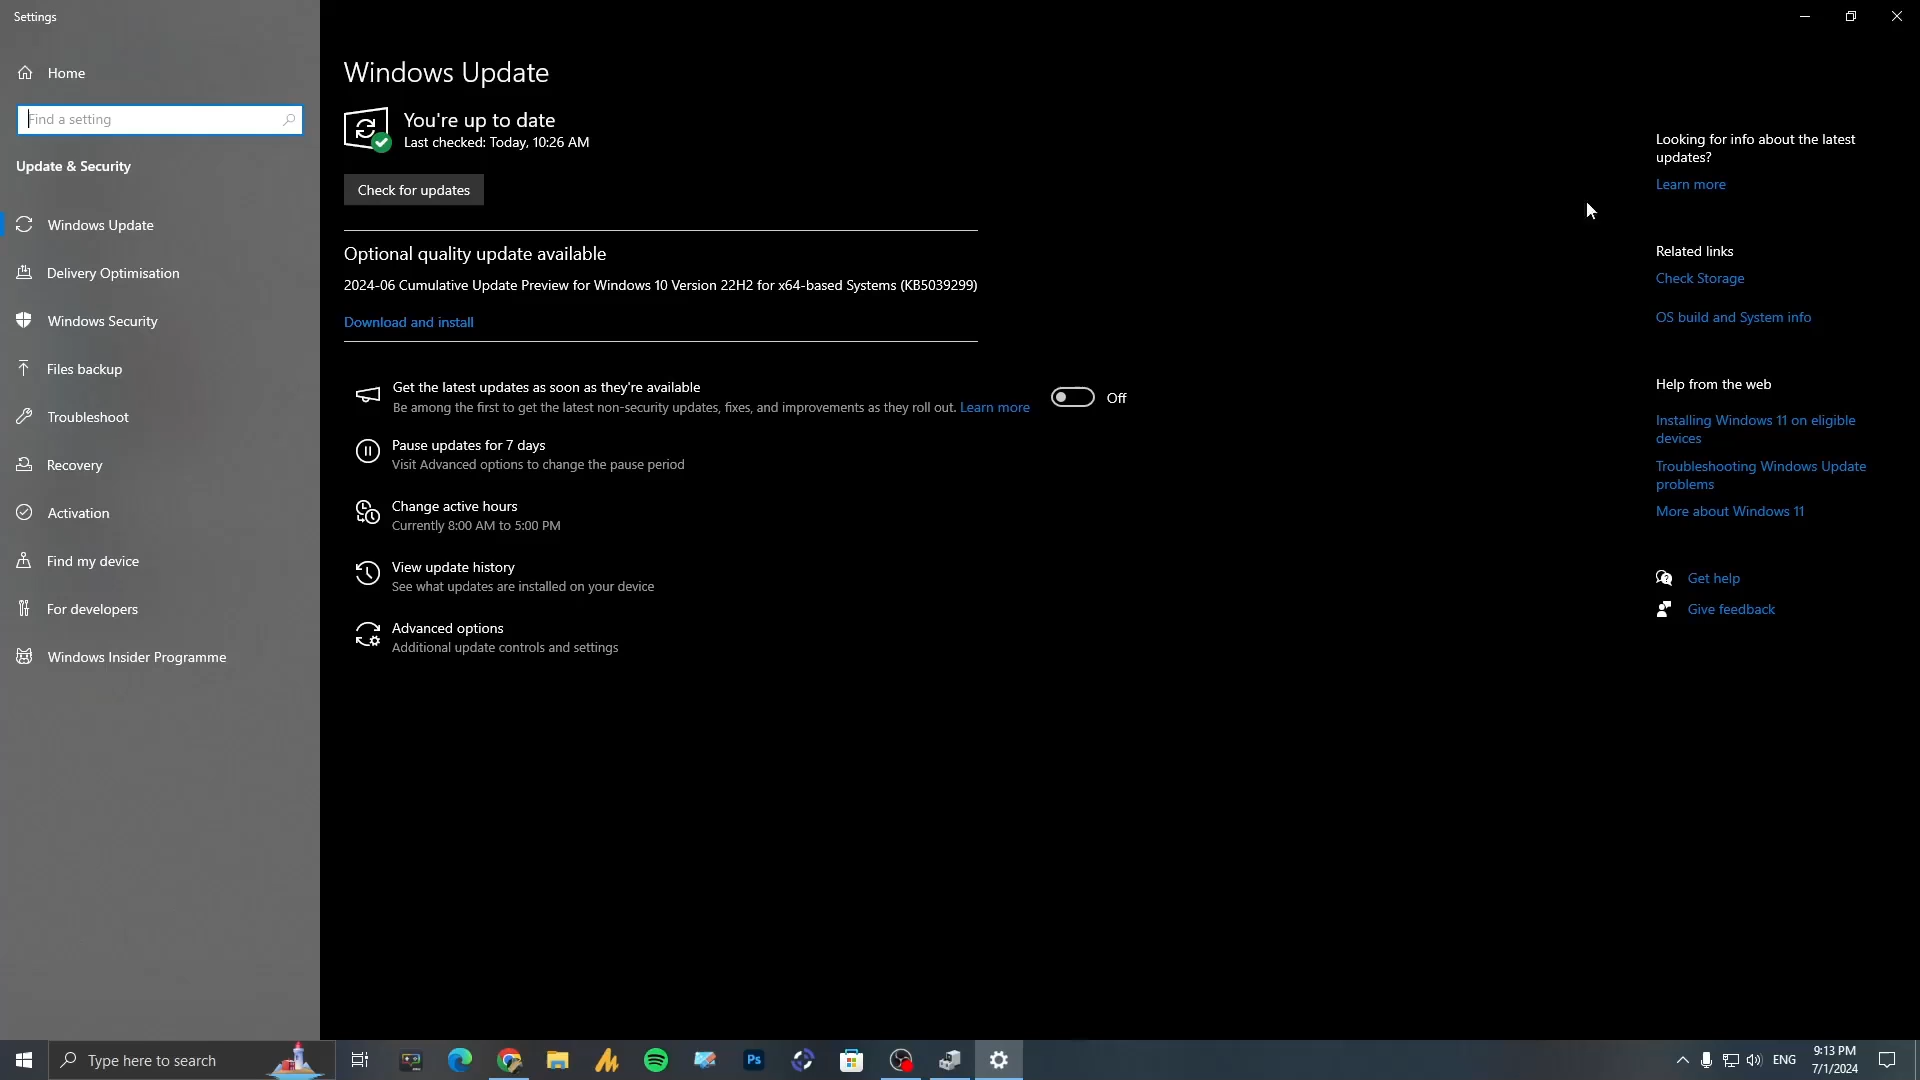 Settings
Home
Find a setting
Update & Security
Windows Update
Delivery Optimisation
Windows Security
Files backup
Troubleshoot
Recovery
Activation
Find my device
For developers
Windows Insider Programme
Windows Update
You're up to date
Last checked: Today, 10:26 AM
Check for updates
Optional quality update available
2024-06 Cumulative Update Preview for Windows 10 Version 22H2 for x64-based Systems (KB5039299)
Download and install
Get the latest updates as soon as they're available
Be among the first to get the latest non-security updates, fixes, and improvements as they roll out. Learn more
Off
Pause updates for 7 days
Visit Advanced options to change the pause period
Change active hours
Currently 8:00 AM to 5:00 PM
View update history
See what updates are installed on your device
Advanced options
Additional update controls and settings
Looking for info about the latest
updates?
Learn more
Related links
Check Storage
OS build and System info
Help from the web
Installing Windows 11 on eligible
devices
Troubleshooting Windows Update
problems
More about Windows 11
Get help
Give feedback
Type here to search
Ps
ENG
9:13 PM
7/1/2024